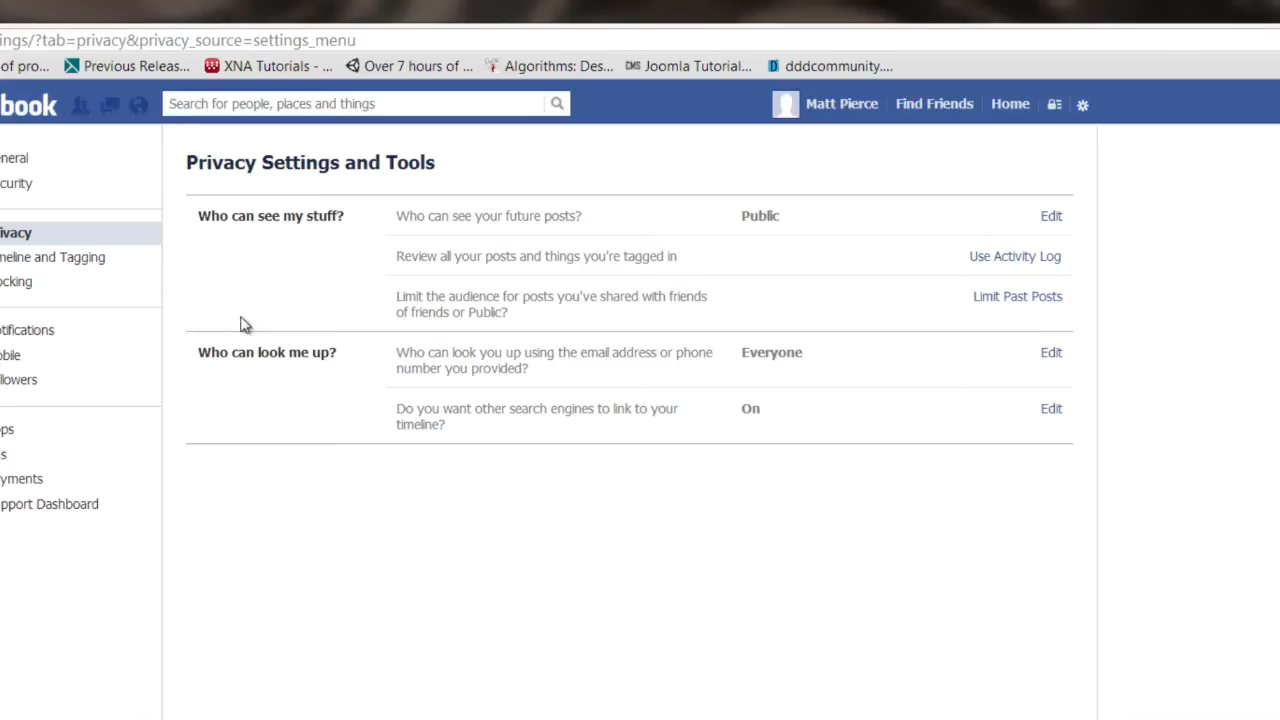 ings/?tab=privacy&privacy_source=settings_menu
of pro... Previous Releas... XNA Tutorials - ... Over 7 hours of ... Algorithms: Des... CMS Joomla Tutorial... D dddcommunity....
book Search for people, places and things Matt Pierce Find Friends Home
eneral
curity
ivacy
meline and Tagging
ocking
otifications
obile
llowers
ops
s
yments
pport Dashboard
Privacy Settings and Tools
Who can see my stuff? Who can see your future posts? Public Edit
Review all your posts and things you're tagged in Use Activity Log
Limit the audience for posts you've shared with friends Limit Past Posts
of friends or Public?
Who can look me up? Who can look you up using the email address or phone Everyone Edit
number you provided?
Do you want other search engines to link to your On Edit
timeline?